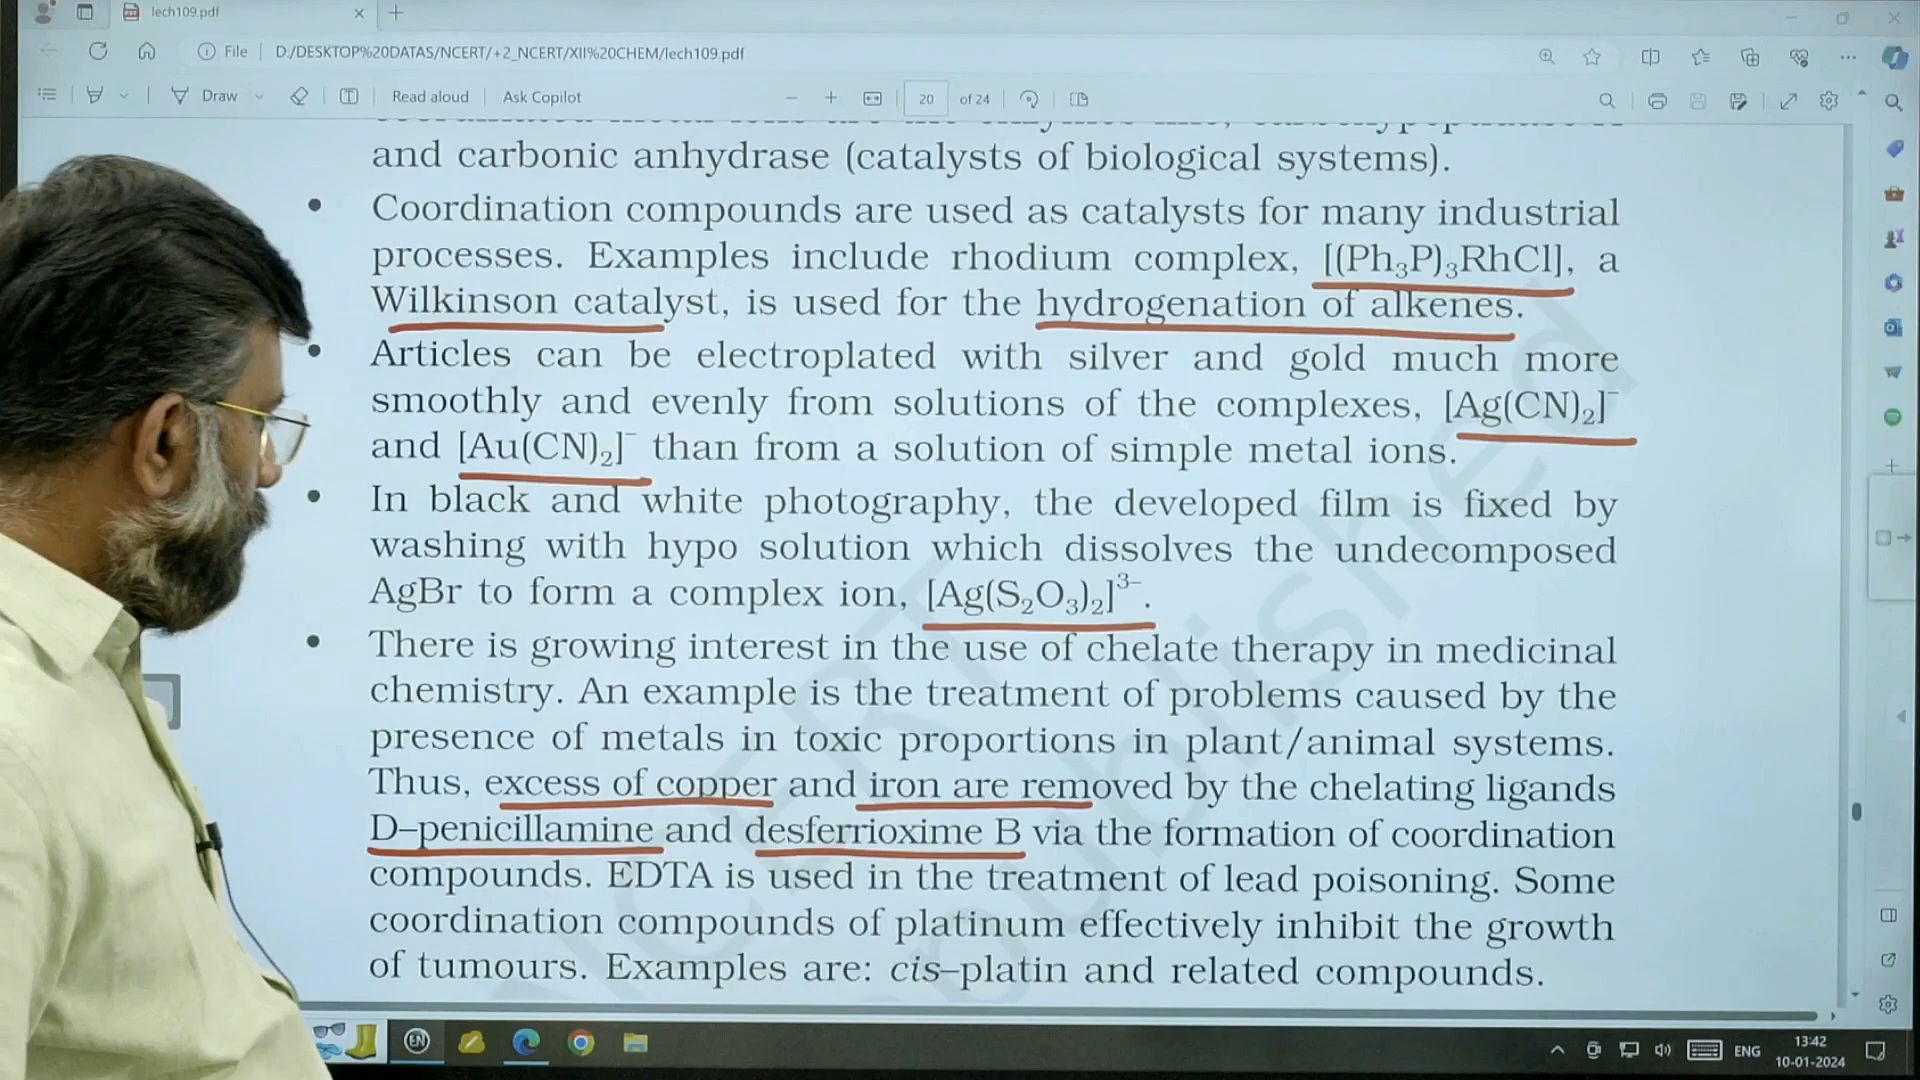 lech109.pdf
File D:/DESKTOP%20DATAS/NCERT/+2_NCERT/XII%20CHEM/lech109.pdf
Draw Read aloud Ask Copilot 20 of 24
and carbonic anhydrase (catalysts of biological systems).
• Coordination compounds are used as catalysts for many industrial
processes. Examples include rhodium complex, [(Ph₃P)₃RhCl], a
Wilkinson catalyst, is used for the hydrogenation of alkenes.
• Articles can be electroplated with silver and gold much more
smoothly and evenly from solutions of the complexes, [Ag(CN)₂]⁻
and [Au(CN)₂]⁻ than from a solution of simple metal ions.
• In black and white photography, the developed film is fixed by
washing with hypo solution which dissolves the undecomposed
AgBr to form a complex ion, [Ag(S₂O₃)₂]³⁻.
• There is growing interest in the use of chelate therapy in medicinal
chemistry. An example is the treatment of problems caused by the
presence of metals in toxic proportions in plant/animal systems.
Thus, excess of copper and iron are removed by the chelating ligands
D–penicillamine and desferrioxime B via the formation of coordination
compounds. EDTA is used in the treatment of lead poisoning. Some
coordination compounds of platinum effectively inhibit the growth
of tumours. Examples are: cis–platin and related compounds.
EN
ENG
13:42
10-01-2024